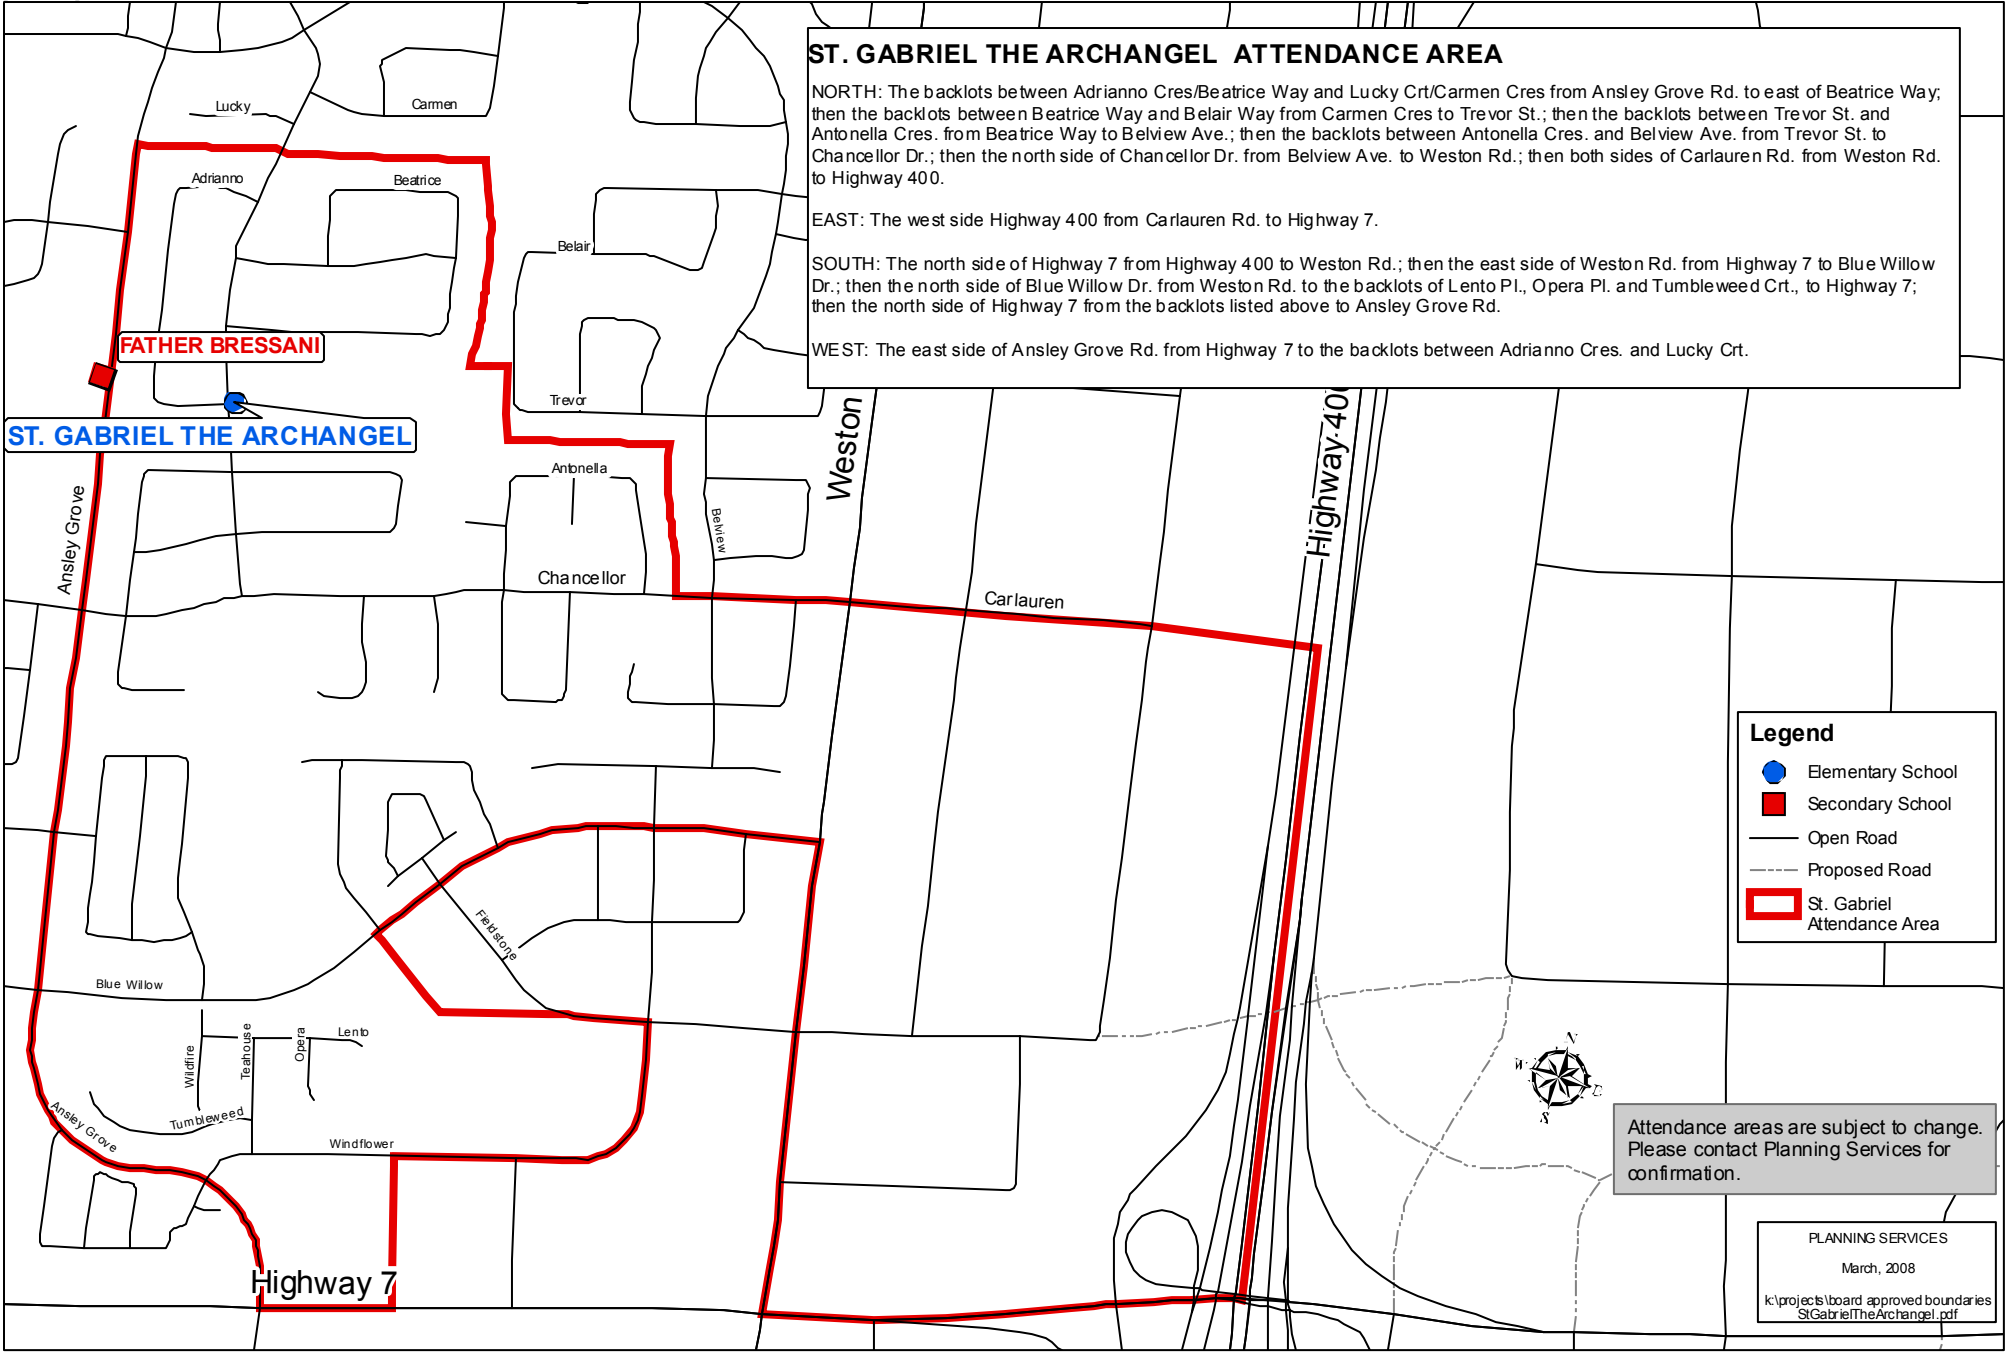 ST. GABRIEL THE ARCHANGEL ATTENDANCE AREA
NORTH: The backlots between Adrianno Cres/Beatrice Way and Lucky Crt/Carmen Cres from Ansley Grove Rd. to east of Beatrice Way;
then the backlots between Beatrice Way and Belair Way from Carmen Cres to Trevor St.; then the backlots between Trevor St. and
Antonella Cres. from Beatrice Way to Belview Ave.; then the backlots between Antonella Cres. and Belview Ave. from Trevor St. to
Chancellor Dr.; then the north side of Chancellor Dr. from Belview Ave. to Weston Rd.; then both sides of Carlauren Rd. from Weston Rd.
to Highway 400.
EAST: The west side Highway 400 from Carlauren Rd. to Highway 7.
SOUTH: The north side of Highway 7 from Highway 400 to Weston Rd.; then the east side of Weston Rd. from Highway 7 to Blue Willow
Dr.; then the north side of Blue Willow Dr. from Weston Rd. to the backlots of Lento Pl., Opera Pl. and Tumbleweed Crt., to Highway 7;
then the north side of Highway 7 from the backlots listed above to Ansley Grove Rd.
WEST: The east side of Ansley Grove Rd. from Highway 7 to the backlots between Adrianno Cres. and Lucky Crt.
Lucky
Carmen
Adrianno
Beatrice
Belair
FATHER BRESSANI
Trevor
ST. GABRIEL THE ARCHANGEL
Weston
Highway 400
Antonella
Ansley Grove
Belview
Chancellor
Carlauren
Legend
Elementary School
Secondary School
Open Road
Proposed Road
St. Gabriel
Attendance Area
Fieldstone
Blue Willow
Wildfire
Teahouse
Opera
Lento
Ansley Grove
Tumbleweed
Windflower
Highway 7
N
W
E
S
Attendance areas are subject to change.
Please contact Planning Services for
confirmation.
PLANNING SERVICES
March, 2008
k:\projects\board approved boundaries
StGabrielTheArchangel.pdf